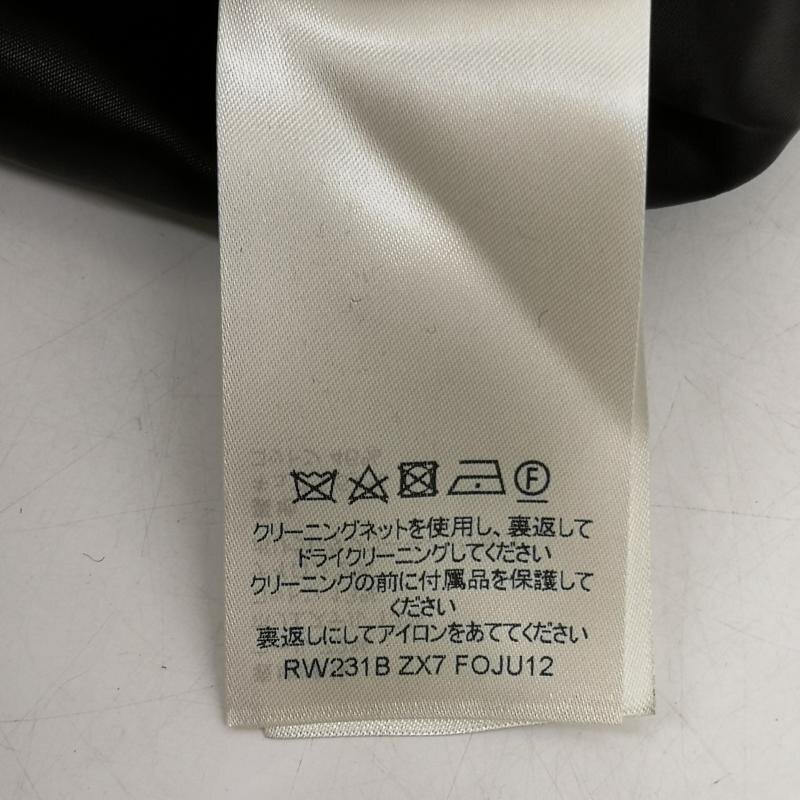 F
クリーニングネットを使用し、裏返して
ドライクリーニングしてください
クリーニングの前に付属品を保護して
ください
裏返しにしてアイロンをあててください
RW231B ZX7 FOJU12